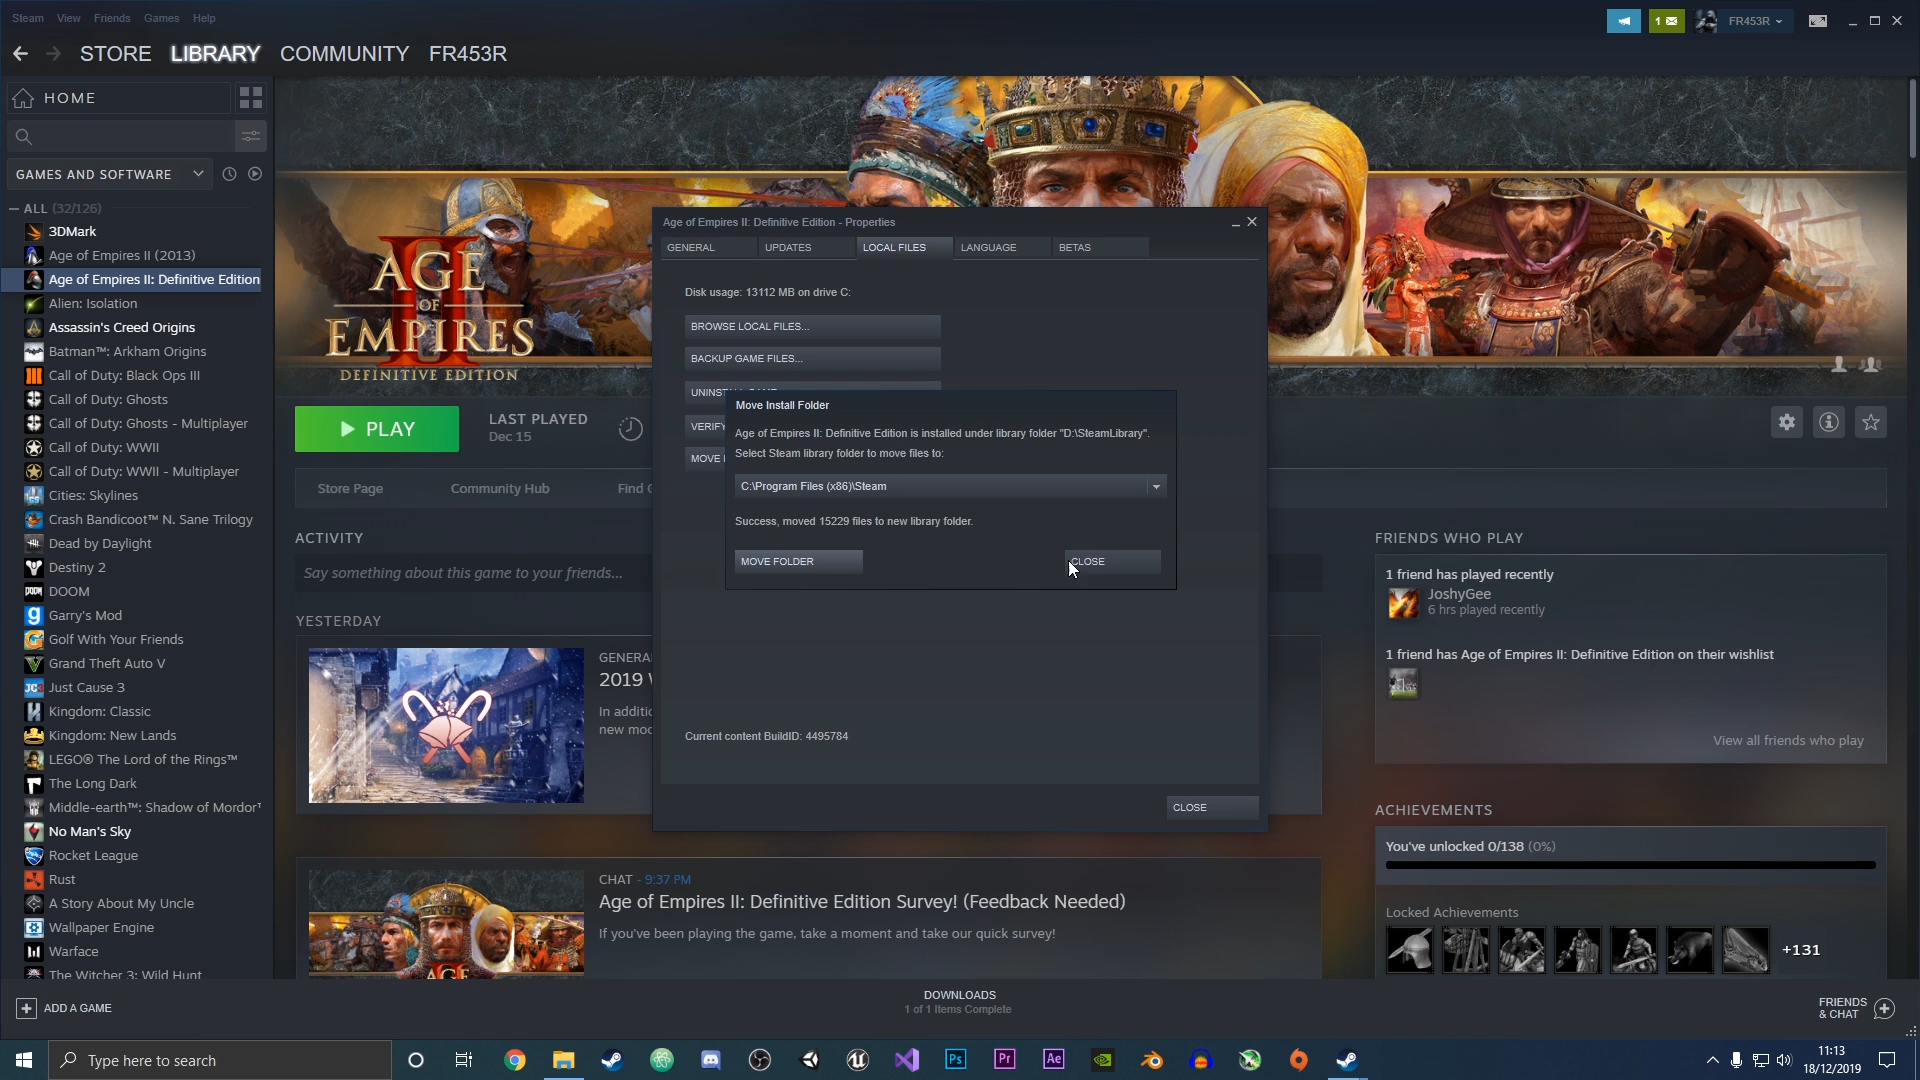 Steam View Friends Games Help
1
FR453R
STORE LIBRARY COMMUNITY FR453R
HOME
GAMES AND SOFTWARE
ALL (32/126)
3DMark
Age of Empires II (2013)
Age of Empires II: Definitive Edition
Alien: Isolation
Assassin's Creed Origins
Batman™: Arkham Origins
Call of Duty: Black Ops III
Call of Duty: Ghosts
Call of Duty: Ghosts - Multiplayer
Call of Duty: WWII
Call of Duty: WWII - Multiplayer
Cities: Skylines
Crash Bandicoot™ N. Sane Trilogy
Dead by Daylight
Destiny 2
DOOM
Garry's Mod
Golf With Your Friends
Grand Theft Auto V
Just Cause 3
Kingdom: Classic
Kingdom: New Lands
LEGO® The Lord of the Rings™
The Long Dark
Middle-earth™: Shadow of Mordor™
No Man's Sky
Rocket League
Rust
A Story About My Uncle
Wallpaper Engine
Warface
The Witcher 3: Wild Hunt
ADD A GAME
AGE
OF
EMPIRES
II
DEFINITIVE EDITION
PLAY
LAST PLAYED
Dec 15
Store Page
Community Hub
Find
ACTIVITY
Say something about this game to your friends...
YESTERDAY
GENERA
2019
In additi
new mo
CHAT - 9:37 PM
Age of Empires II: Definitive Edition Survey! (Feedback Needed)
If you've been playing the game, take a moment and take our quick survey!
AGE
Age of Empires II: Definitive Edition - Properties
GENERAL UPDATES LOCAL FILES LANGUAGE BETAS
Disk usage: 13112 MB on drive C:
BROWSE LOCAL FILES...
BACKUP GAME FILES...
UNINSTALL GAME
VERIFY
MOVE
Move Install Folder
Age of Empires II: Definitive Edition is installed under library folder "D:\SteamLibrary".
Select Steam library folder to move files to:
C:\Program Files (x86)\Steam
Success, moved 15229 files to new library folder.
MOVE FOLDER
CLOSE
Current content BuildID: 4495784
CLOSE
FRIENDS WHO PLAY
1 friend has played recently
JoshyGee
6 hrs played recently
1 friend has Age of Empires II: Definitive Edition on their wishlist
View all friends who play
ACHIEVEMENTS
You've unlocked 0/138 (0%)
Locked Achievements
+131
DOWNLOADS
1 of 1 Items Complete
FRIENDS
& CHAT
Type here to search
Ps
Pr
Ae
11:13
18/12/2019